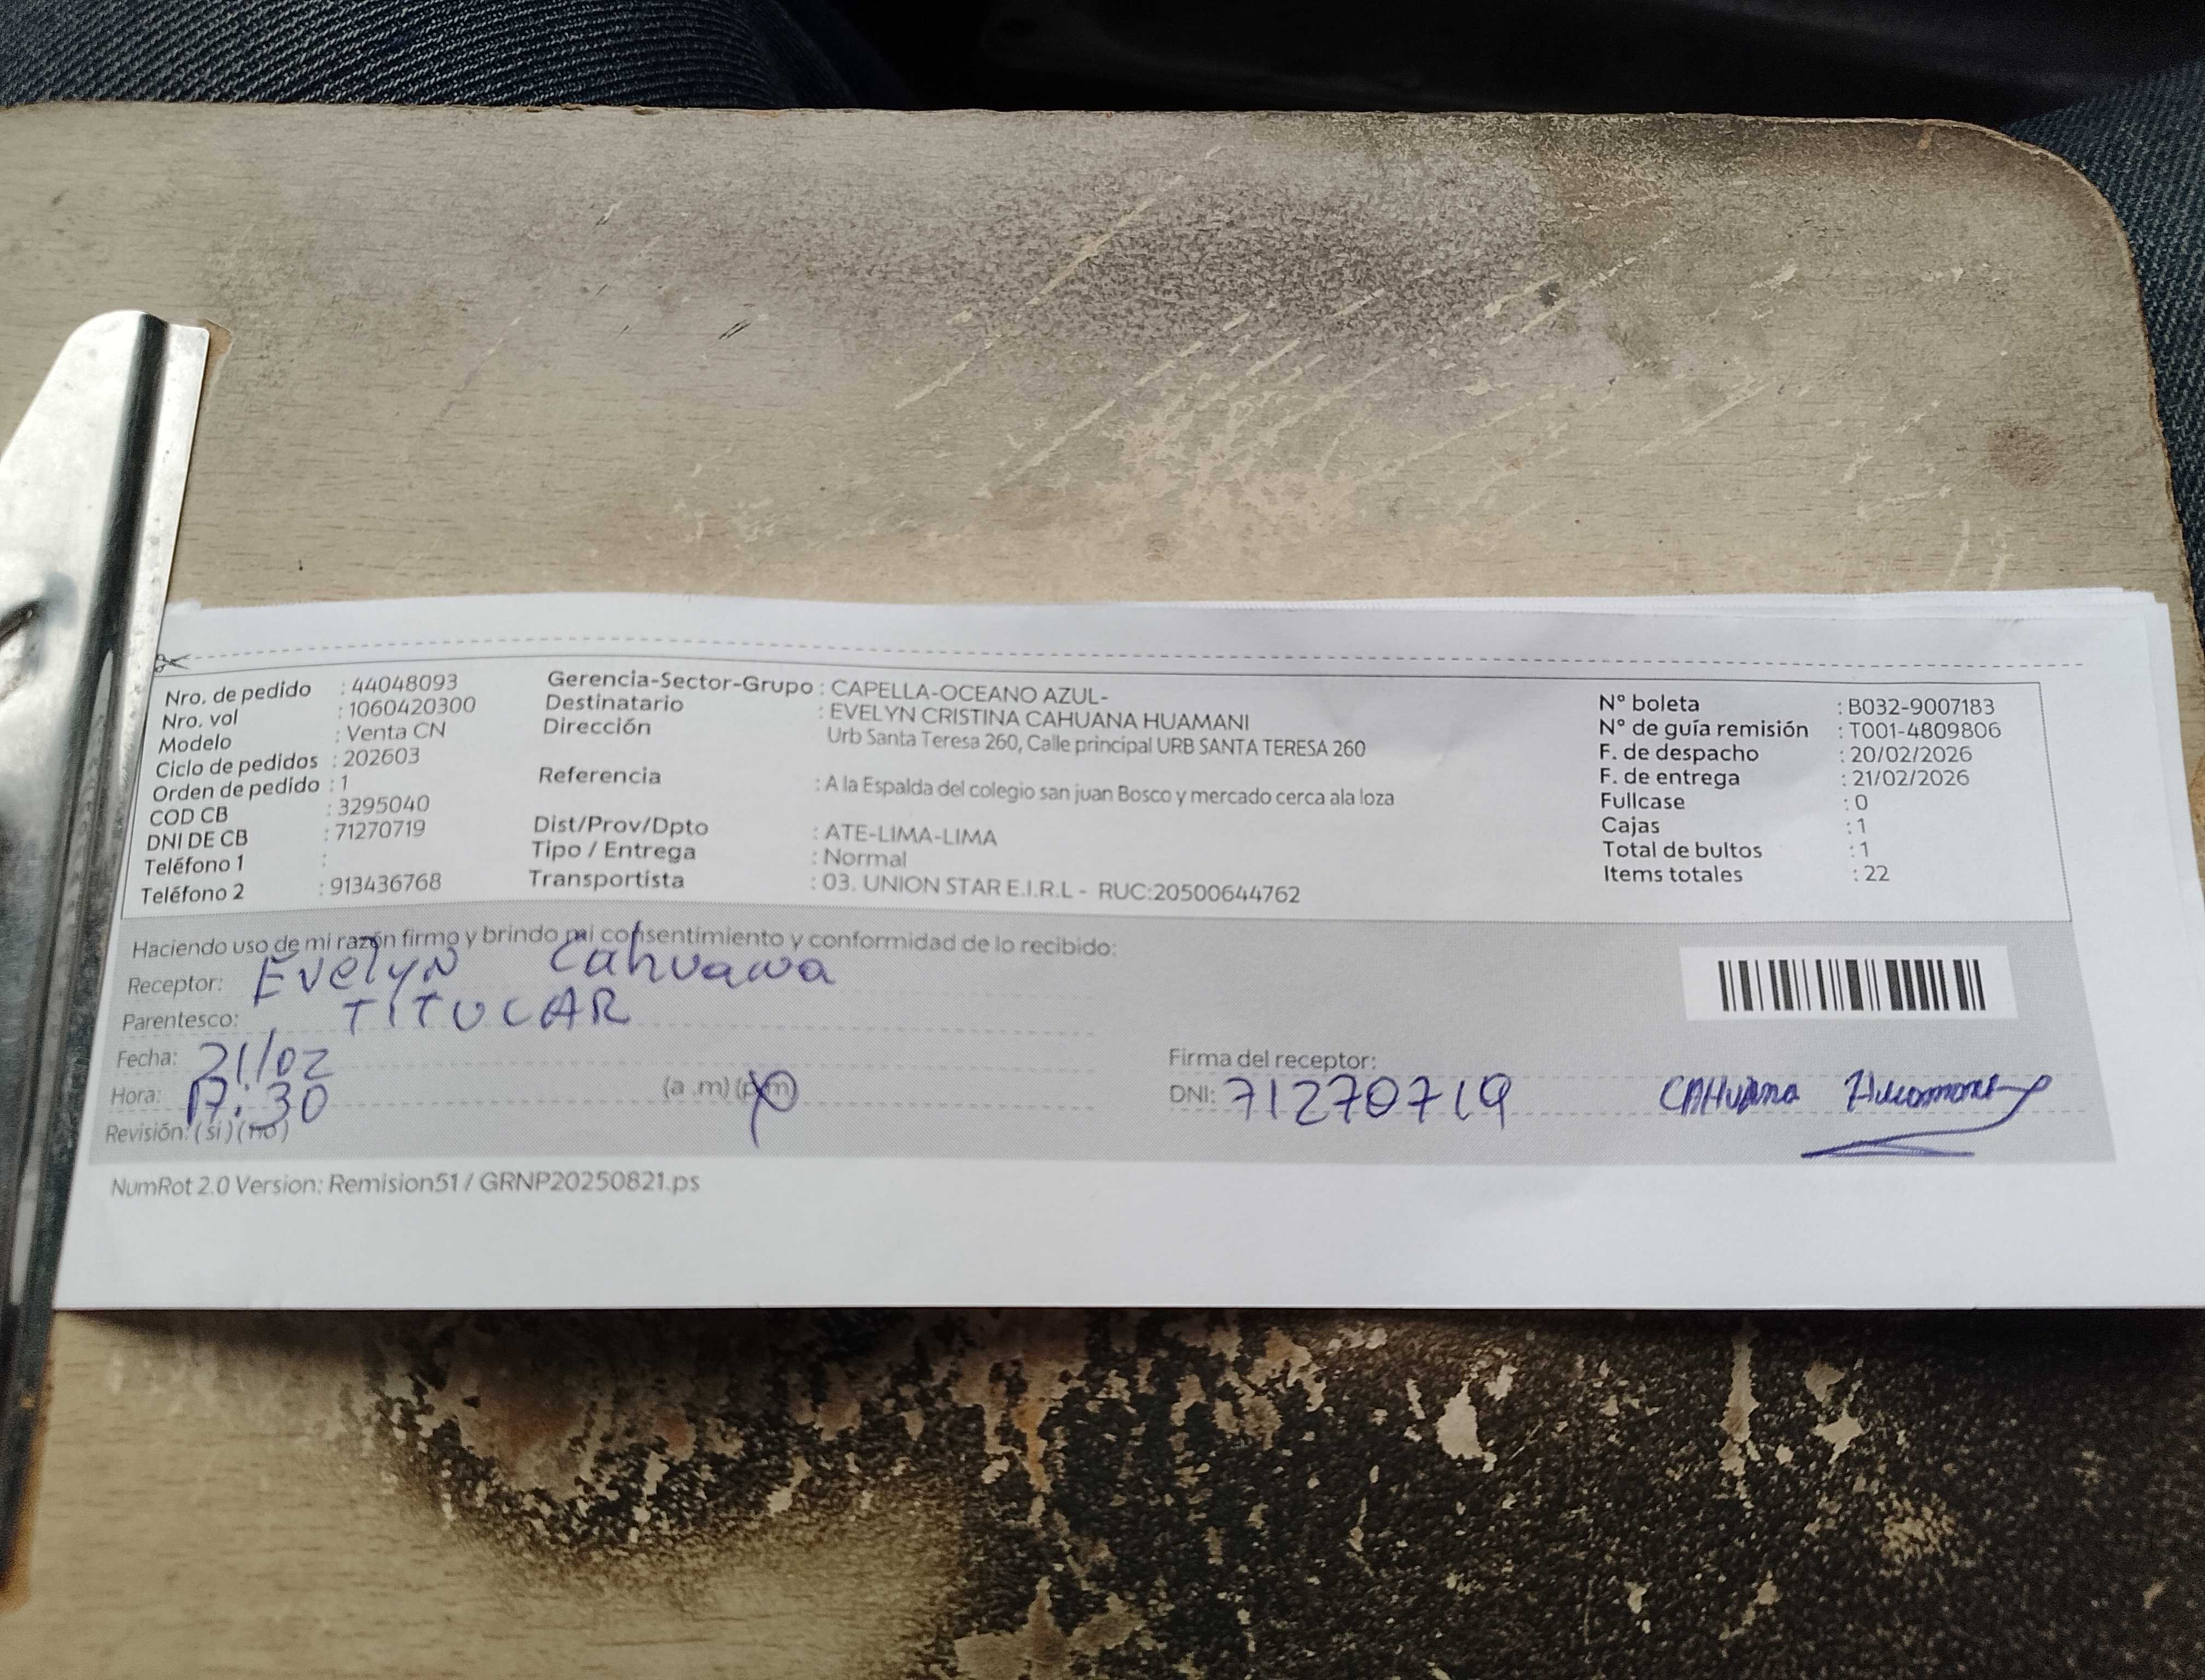 Nro. de pedido : 44048093
Nro. vol : 1060420300
Modelo : Venta CN
Ciclo de pedidos : 202603
Orden de pedido : 1
COD CB : 3295040
DNI DE CB : 71270719
Teléfono 1 :
Teléfono 2 : 913436768
Gerencia-Sector-Grupo : CAPELLA-OCEANO AZUL-
Destinatario : EVELYN CRISTINA CAHUANA HUAMANI
Dirección Urb Santa Teresa 260, Calle principal URB SANTA TERESA 260
Referencia : A la Espalda del colegio san juan Bosco y mercado cerca ala loza
Dist/Prov/Dpto : ATE-LIMA-LIMA
Tipo / Entrega : Normal
Transportista : 03. UNION STAR E.I.R.L - RUC:20500644762
N° boleta : B032-9007183
N° de guía remisión : T001-4809806
F. de despacho : 20/02/2026
F. de entrega : 21/02/2026
Fullcase : 0
Cajas : 1
Total de bultos : 1
Items totales : 22
Haciendo uso de mi razón firmo y brindo mi consentimiento y conformidad de lo recibido:
Receptor: Evelyn Cahuana
Parentesco: TITULAR
Fecha: 21/02
Hora: 17:30 (a .m) (p.m)
Revisión: (si) (no)
Firma del receptor:
DNI: 71270719 CAHUANA Huamani
NumRot 2.0 Version: Remision51 / GRNP20250821.ps